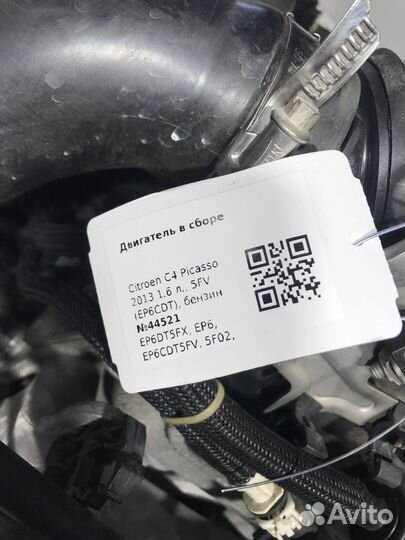 Двигатель в сборе
Citroen C4 Picasso
2013 1.6 л., 5FV
(EP6CDT), бензин
№44521
EP6DT5FX, EP6,
EP6CDT5FV, 5F02,
Avito